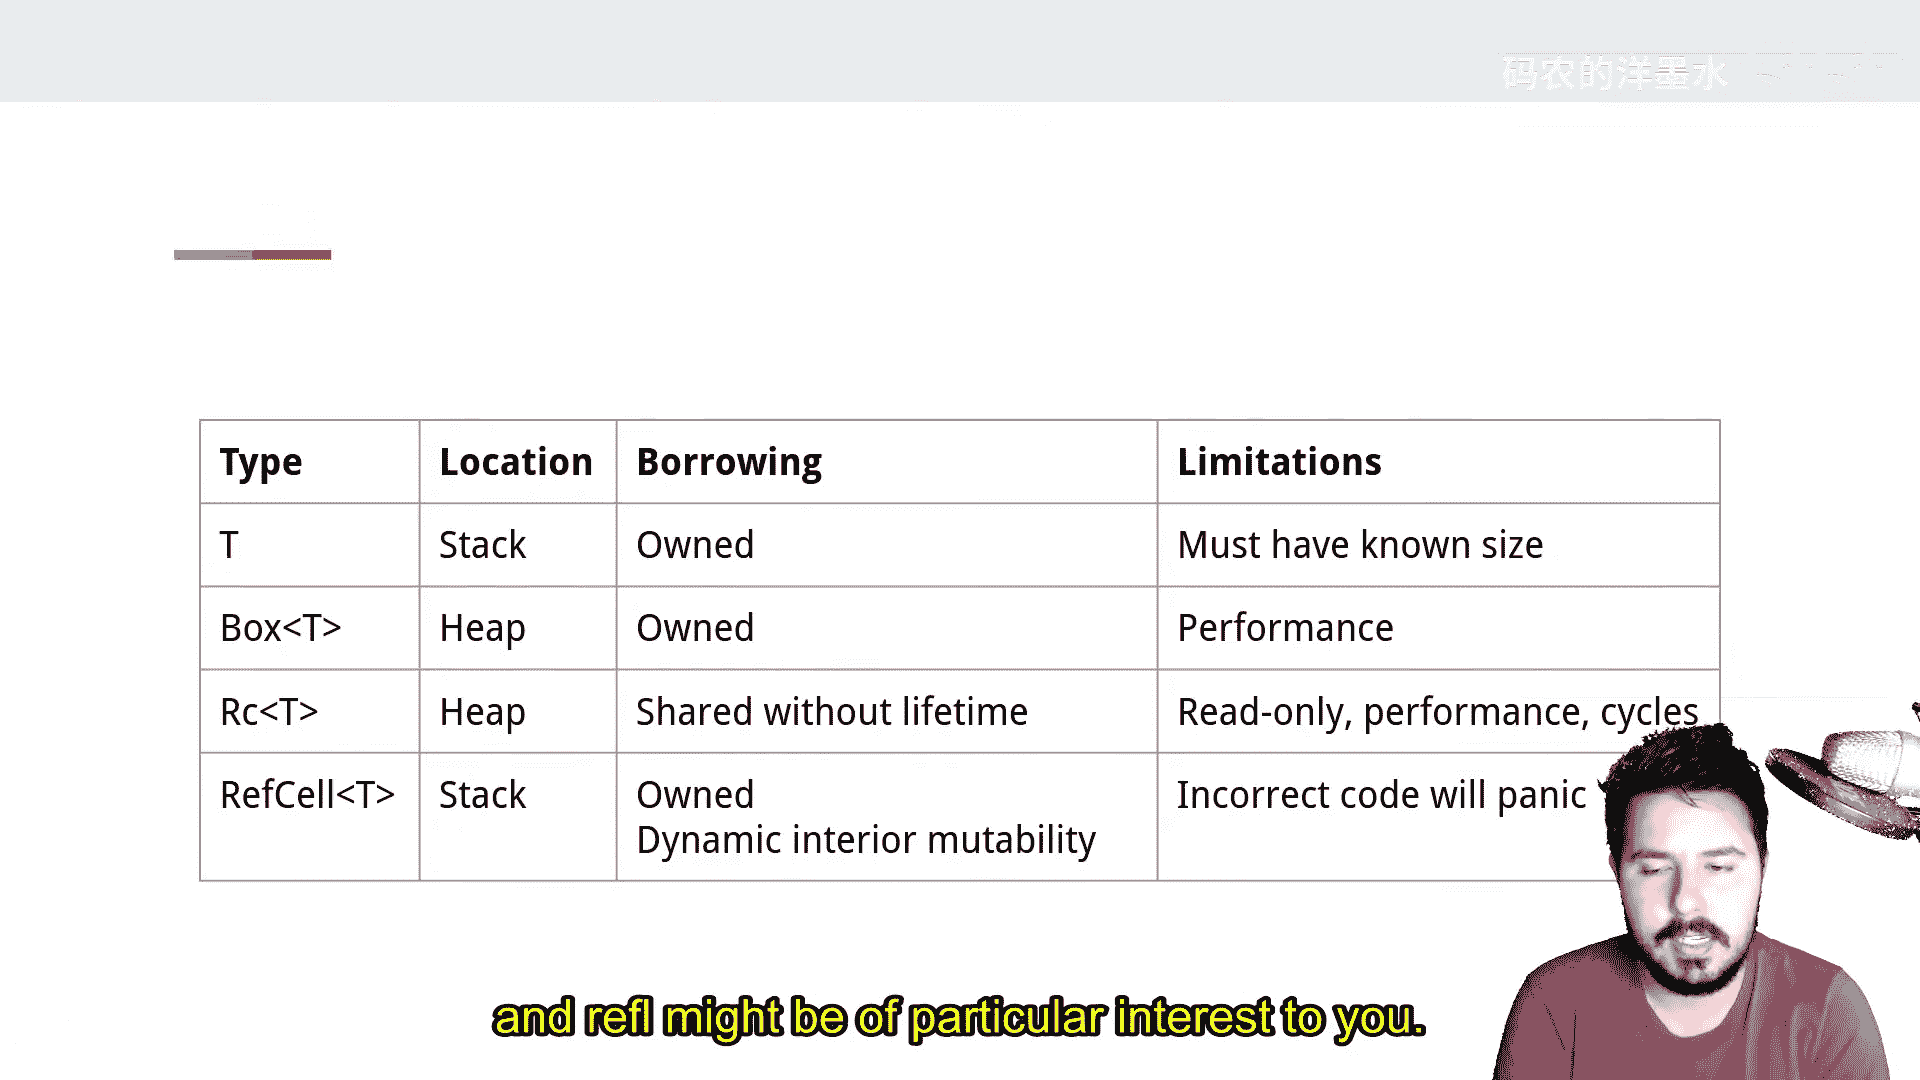 码农的洋墨水
Type Location Borrowing Limitations
T Stack Owned Must have known size
Box<T> Heap Owned Performance
Rc<T> Heap Shared without lifetime Read-only, performance, cycles
RefCell<T> Stack Owned Incorrect code will panic
Dynamic interior mutability
and refl might be of particular interest to you.